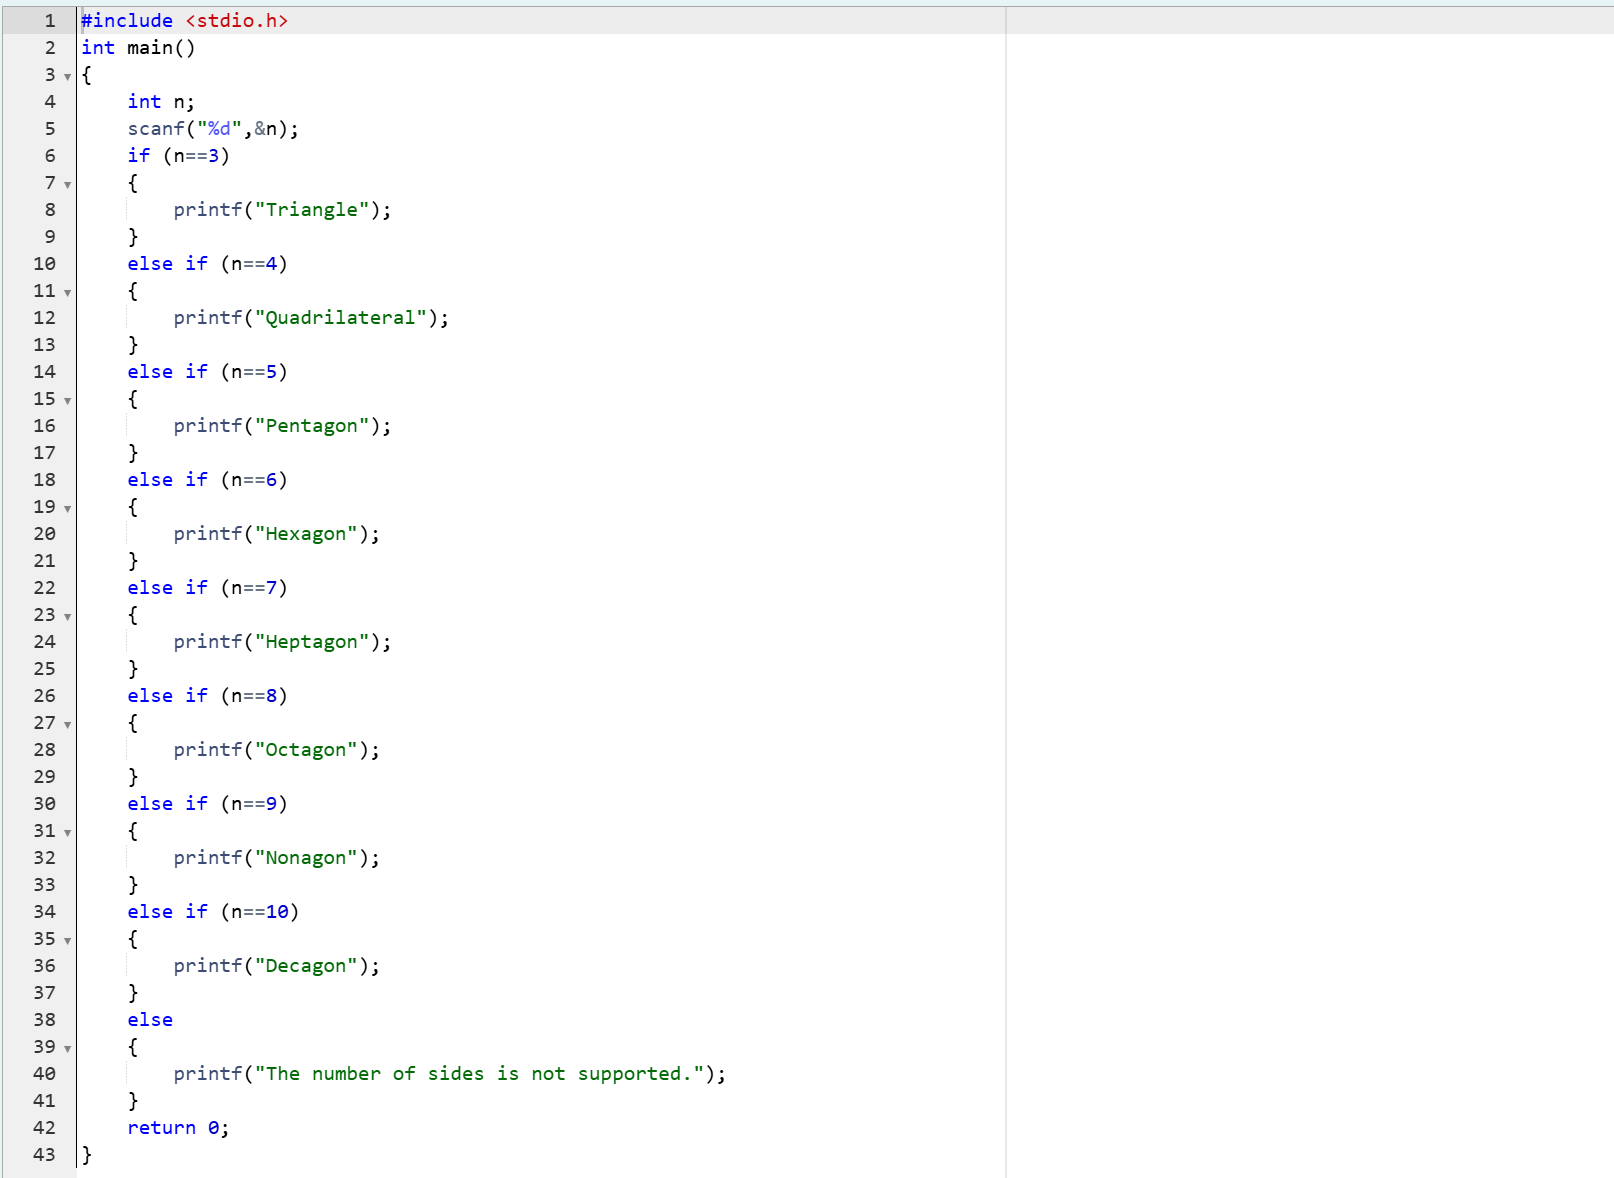 1 #include <stdio.h>
2 int main()
3 {
4     int n;
5     scanf("%d",&n);
6     if (n==3)
7     {
8         printf("Triangle");
9     }
10     else if (n==4)
11     {
12         printf("Quadrilateral");
13     }
14     else if (n==5)
15     {
16         printf("Pentagon");
17     }
18     else if (n==6)
19     {
20         printf("Hexagon");
21     }
22     else if (n==7)
23     {
24         printf("Heptagon");
25     }
26     else if (n==8)
27     {
28         printf("Octagon");
29     }
30     else if (n==9)
31     {
32         printf("Nonagon");
33     }
34     else if (n==10)
35     {
36         printf("Decagon");
37     }
38     else
39     {
40         printf("The number of sides is not supported.");
41     }
42     return 0;
43 }